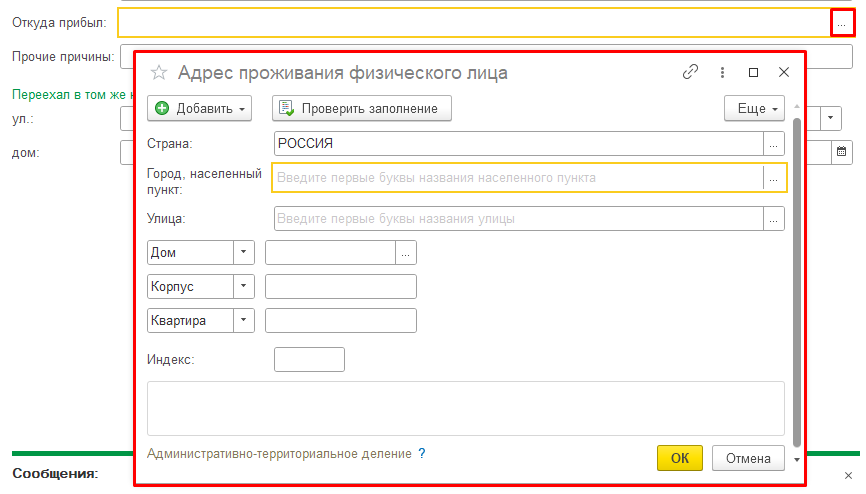 Откуда прибыл: ...
Прочие причины:
Адрес проживания физического лица
Переехал в том же
Добавить Проверить заполнение Еще
ул.:
Страна: РОССИЯ ...
дом:
Город, населенный
пункт: Введите первые буквы названия населенного пункта ...
Улица: Введите первые буквы названия улицы ...
Дом ...
Корпус
Квартира
Индекс:
Административно-территориальное деление ?
ОК Отмена
Сообщения: